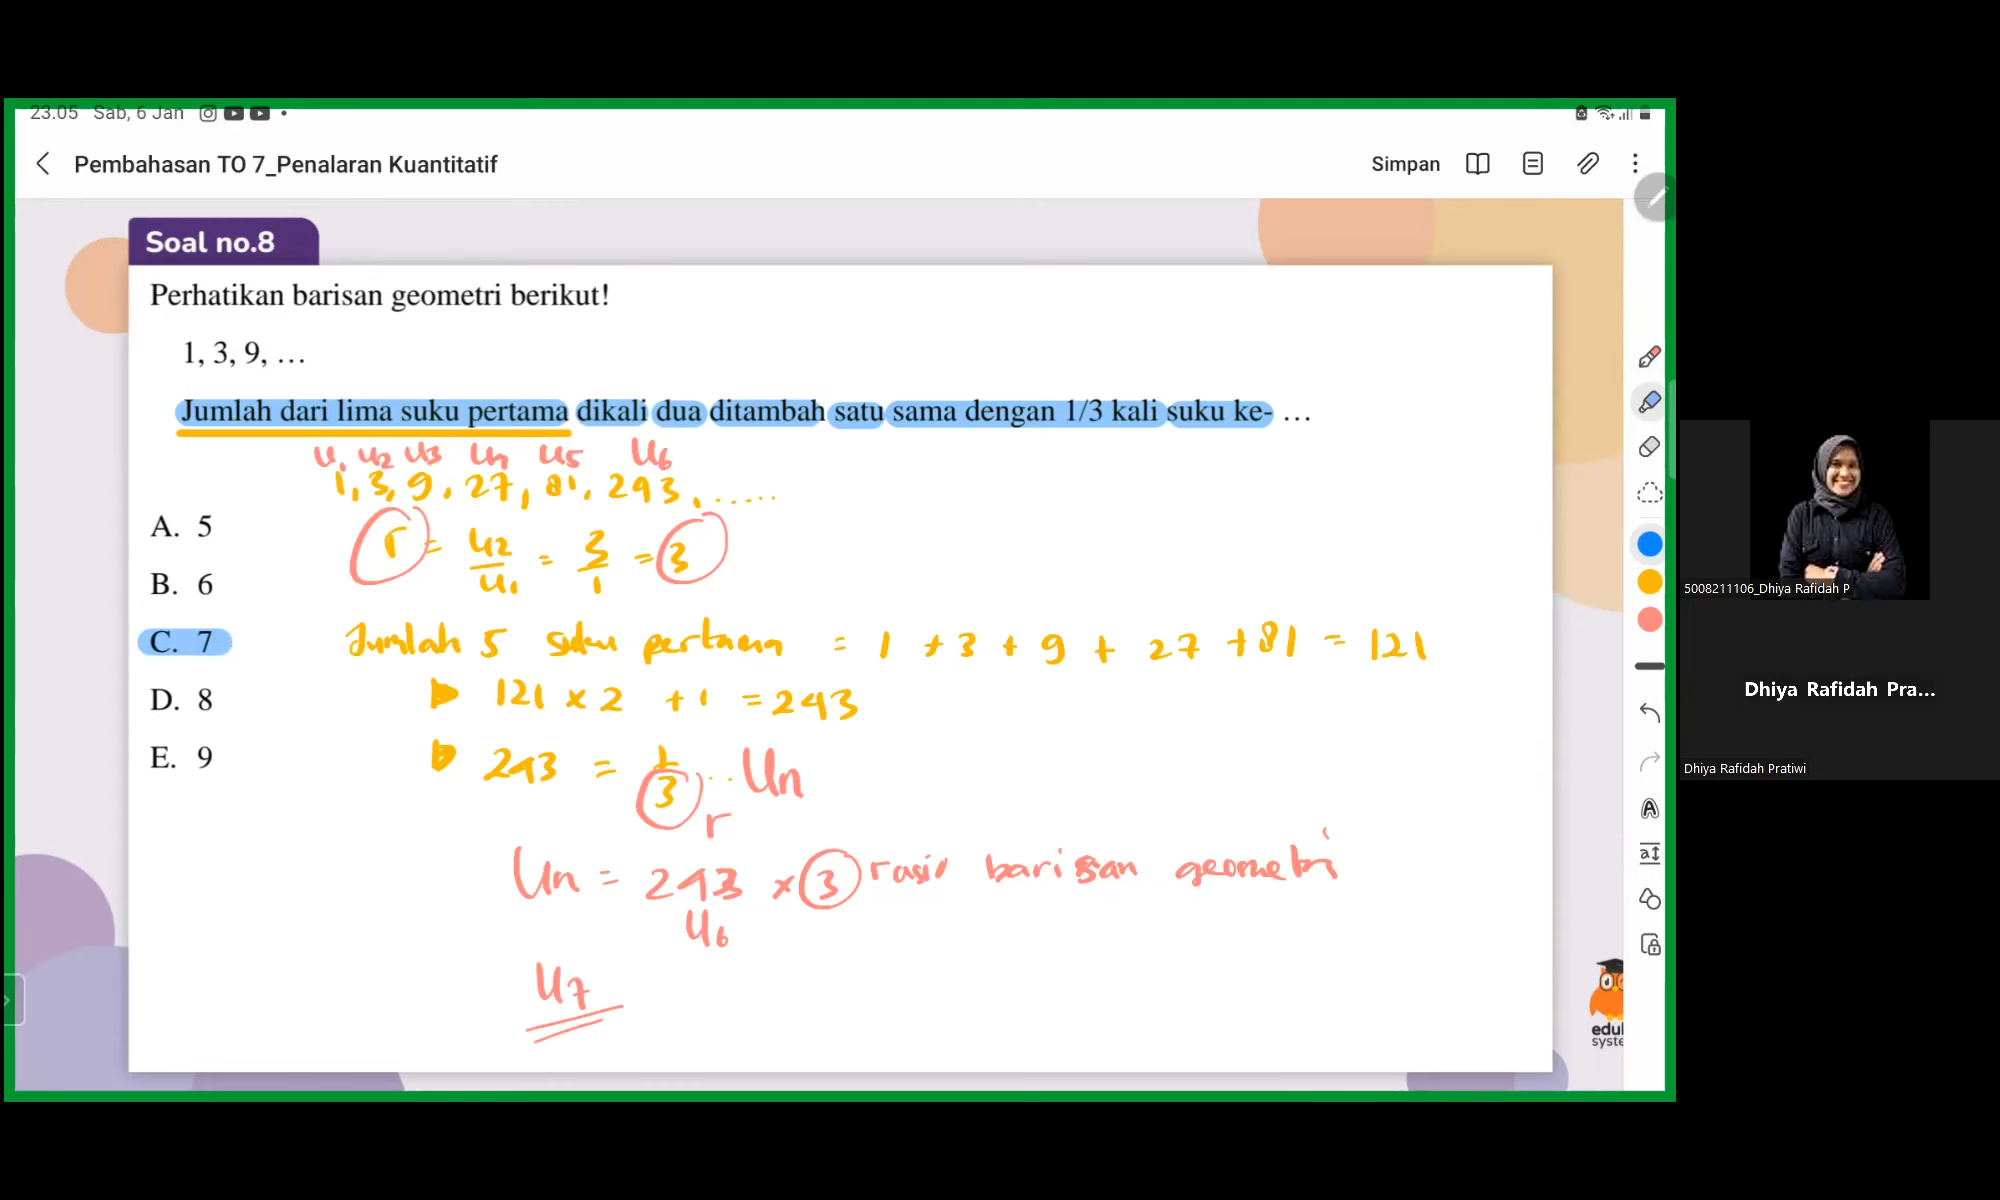 23.05 Sab, 6 Jan
Pembahasan TO 7_Penalaran Kuantitatif
Simpan
Soal no.8
Perhatikan barisan geometri berikut!
1, 3, 9, …
Jumlah dari lima suku pertama dikali dua ditambah satu sama dengan 1/3 kali suku ke- …
U1 U2 U3 U4 U5 U6
1, 3, 9, 27, 81, 243, ......
A. 5
r = U2/U1 = 3/1 = 3
B. 6
C. 7
Jumlah 5 suku pertama = 1 + 3 + 9 + 27 + 81 = 121
D. 8
121 x 2 + 1 = 243
E. 9
243 = 1/3 .. Un
r
Un = 243 x 3 rasio barisan geometri
U6
U7
edu
syste
A
a
5008211106_Dhiya Rafidah P
Dhiya Rafidah Pra...
Dhiya Rafidah Pratiwi